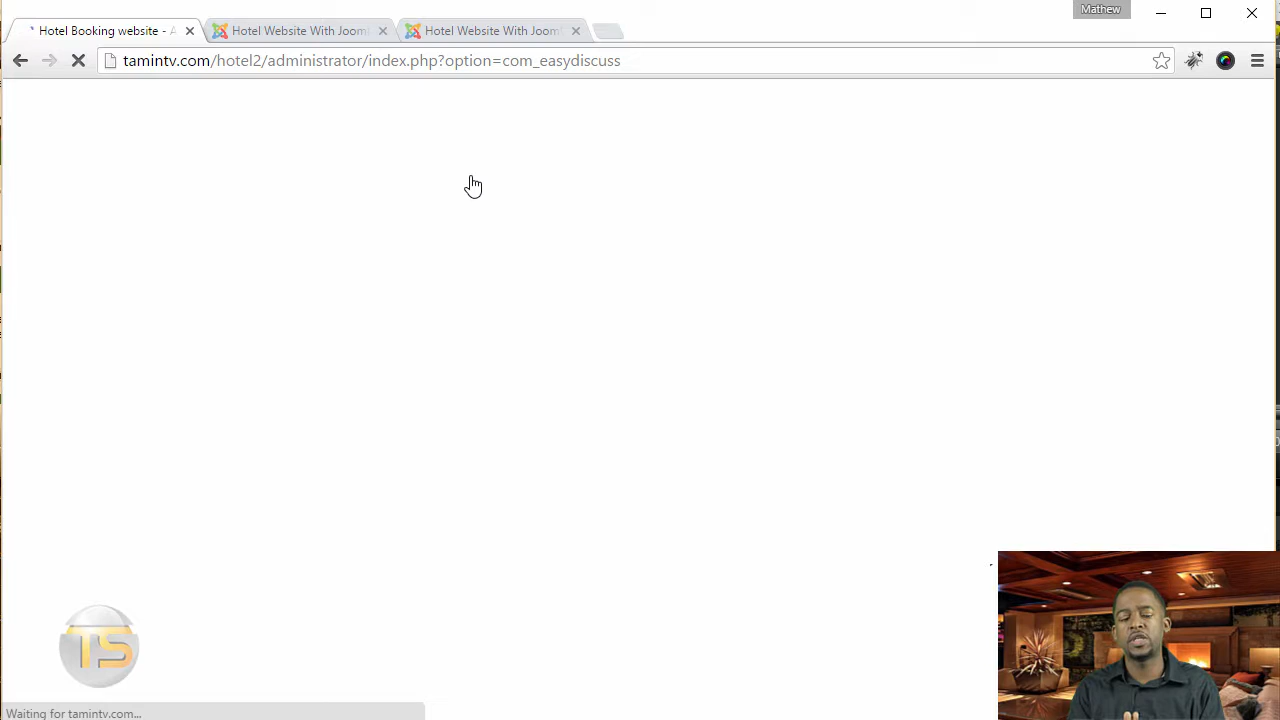 Mathew
Hotel Booking website - A
Hotel Website With Joom
Hotel Website With Joom
tamintv.com/hotel2/administrator/index.php?option=com_easydiscuss
TS
Waiting for tamintv.com...